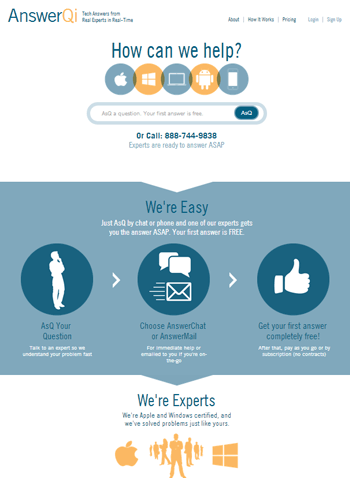 AnswerQi
Tech Answers from
Real Experts in Real-Time
About | How It Works | Pricing Login | Sign Up
How can we help?
AsQ a question. Your first answer is free.
AsQ
Or Call: 888-744-9838
Experts are ready to answer ASAP
We're Easy
Just AsQ by chat or phone and one of our experts gets
you the answer ASAP. Your first answer is FREE.
AsQ Your
Question
Talk to an expert so we
understand your problem fast
Choose AnswerChat
or AnswerMail
For immediate help or
emailed to you if you're on-
the-go
Get your first answer
completely free!
After that, pay as you go or by
subscription (no contracts)
We're Experts
We're Apple and Windows certified, and
we've solved problems just like yours.